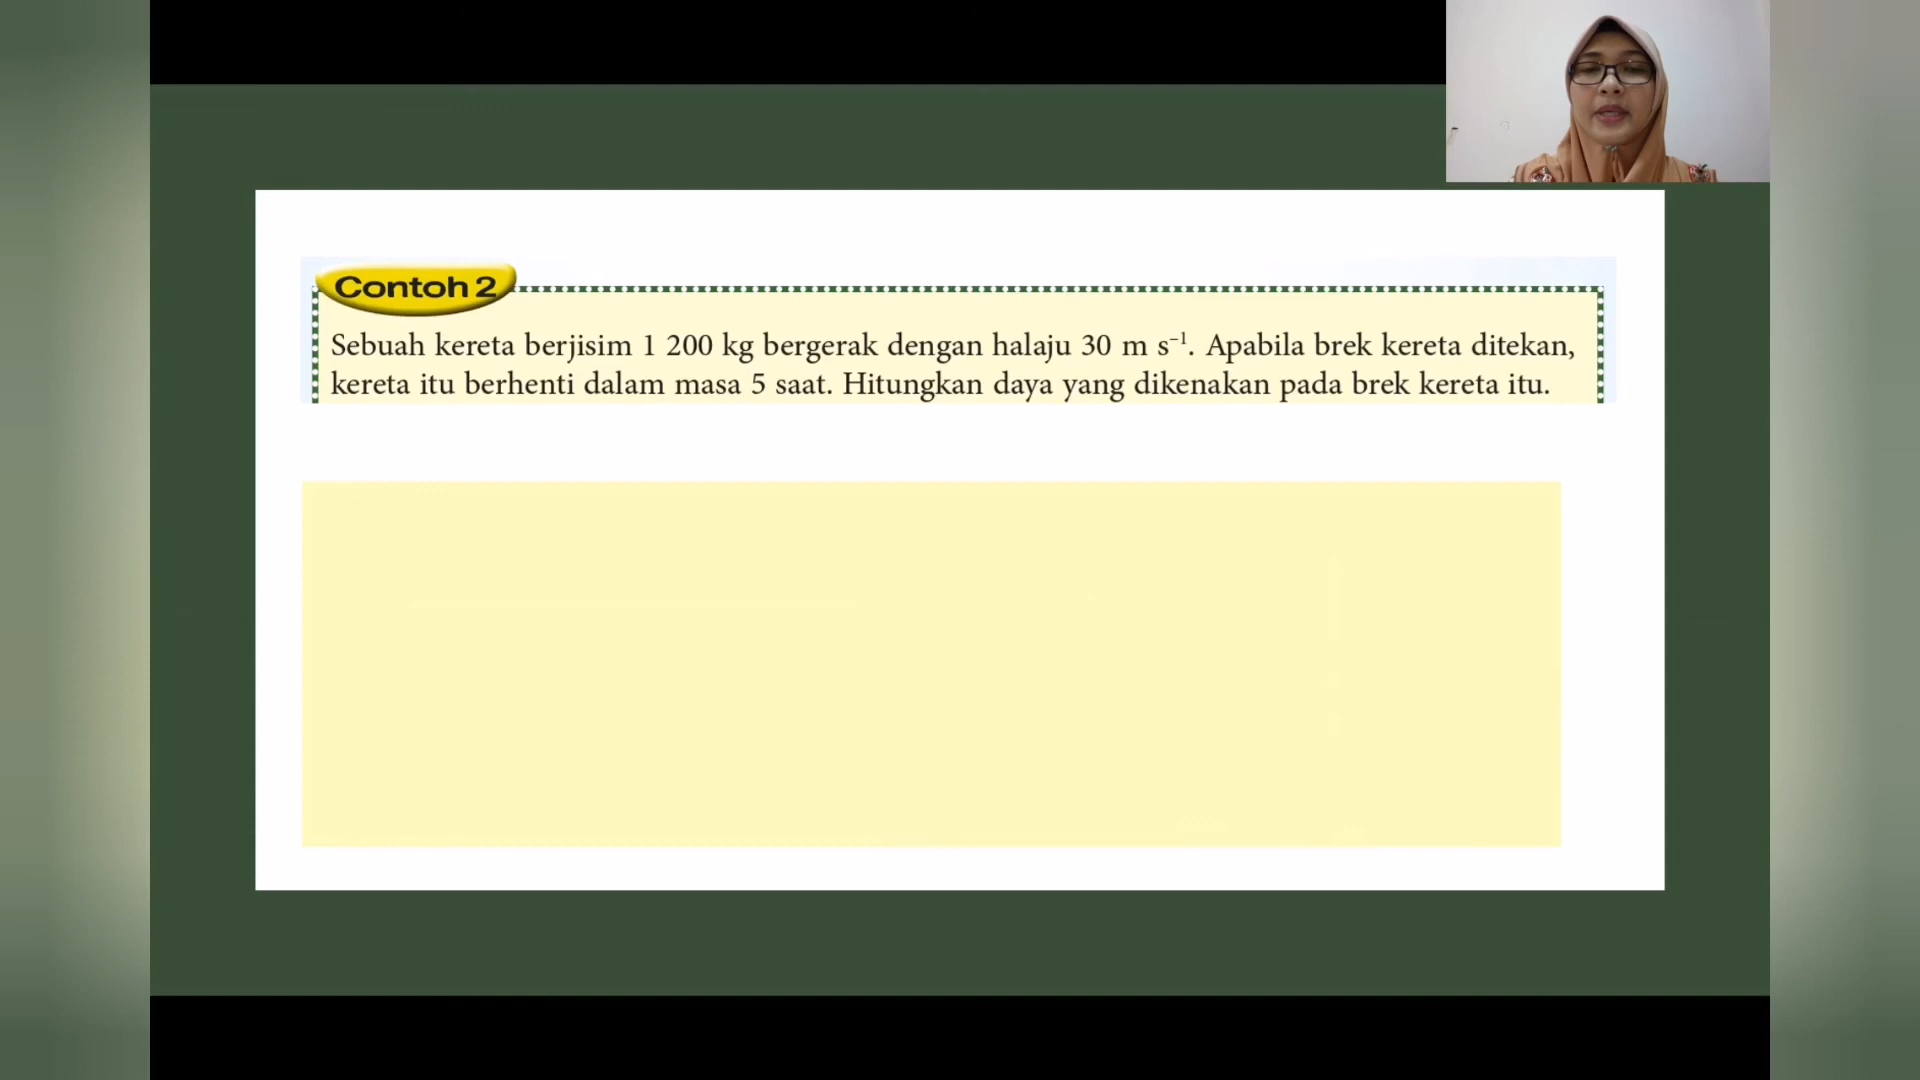 Contoh 2
Sebuah kereta berjisim 1 200 kg bergerak dengan halaju 30 m s⁻¹. Apabila brek kereta ditekan,
kereta itu berhenti dalam masa 5 saat. Hitungkan daya yang dikenakan pada brek kereta itu.